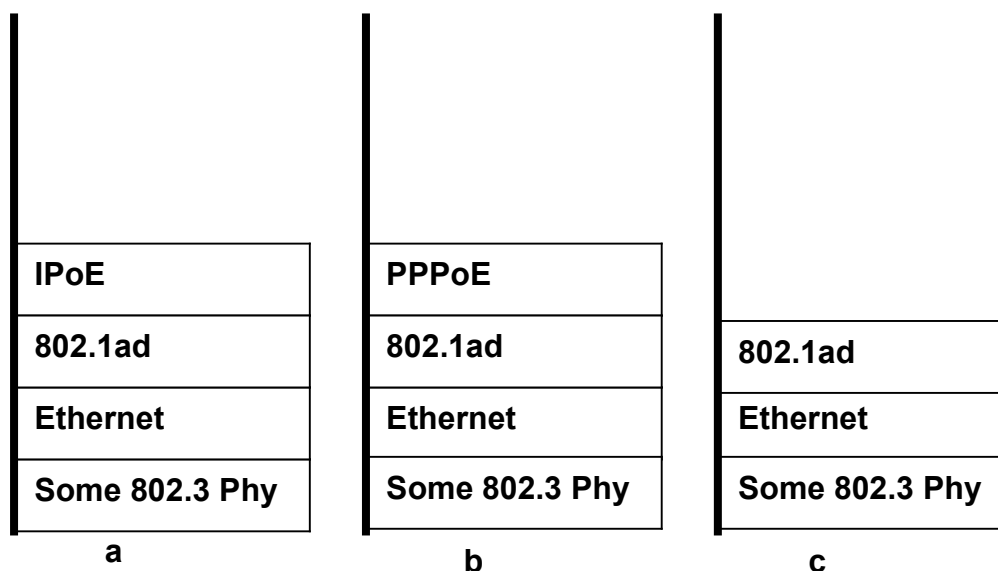 IPoE
802.1ad
Ethernet
Some 802.3 Phy
a
PPPoE
802.1ad
Ethernet
Some 802.3 Phy
b
802.1ad
Ethernet
Some 802.3 Phy
c